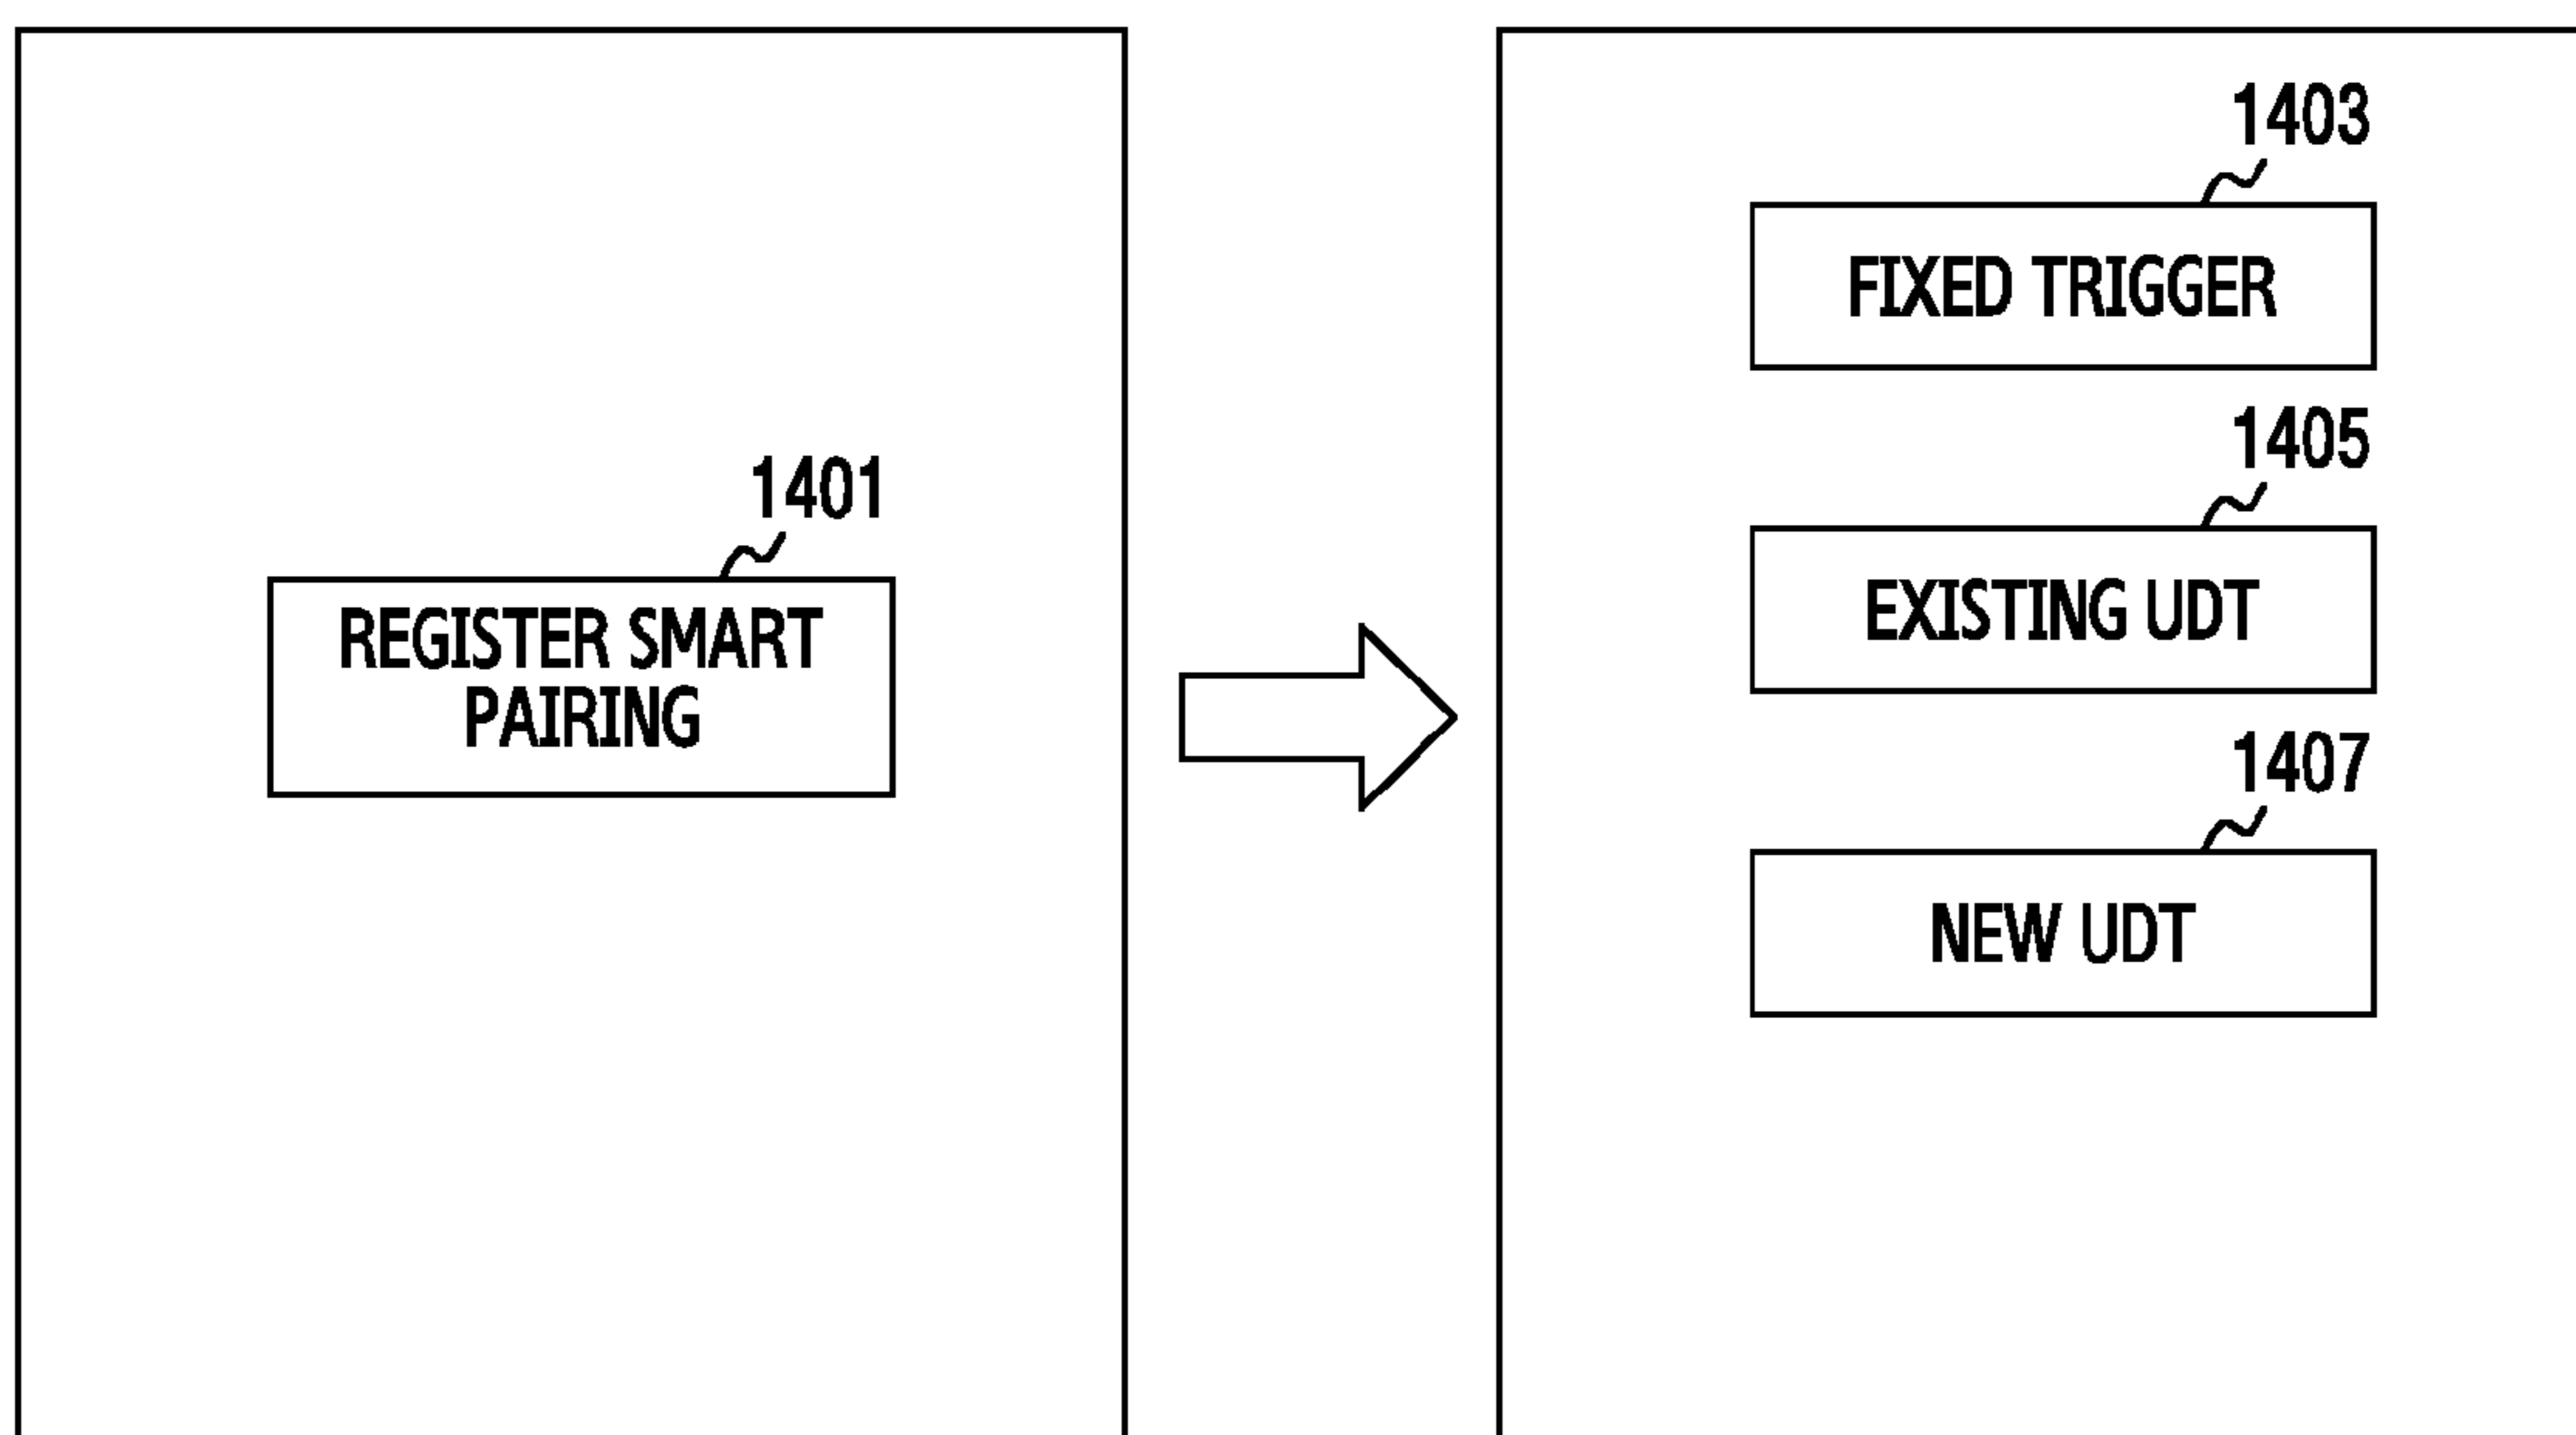 1401
REGISTER SMART
PAIRING
1403
FIXED TRIGGER
1405
EXISTING UDT
1407
NEW UDT